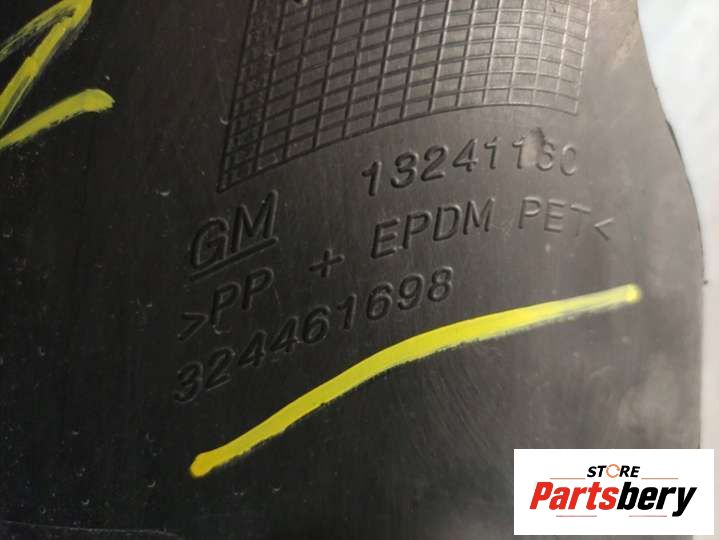 13241160
GM
>PP + EPDM PET<
324461698
STORE
Partsbery